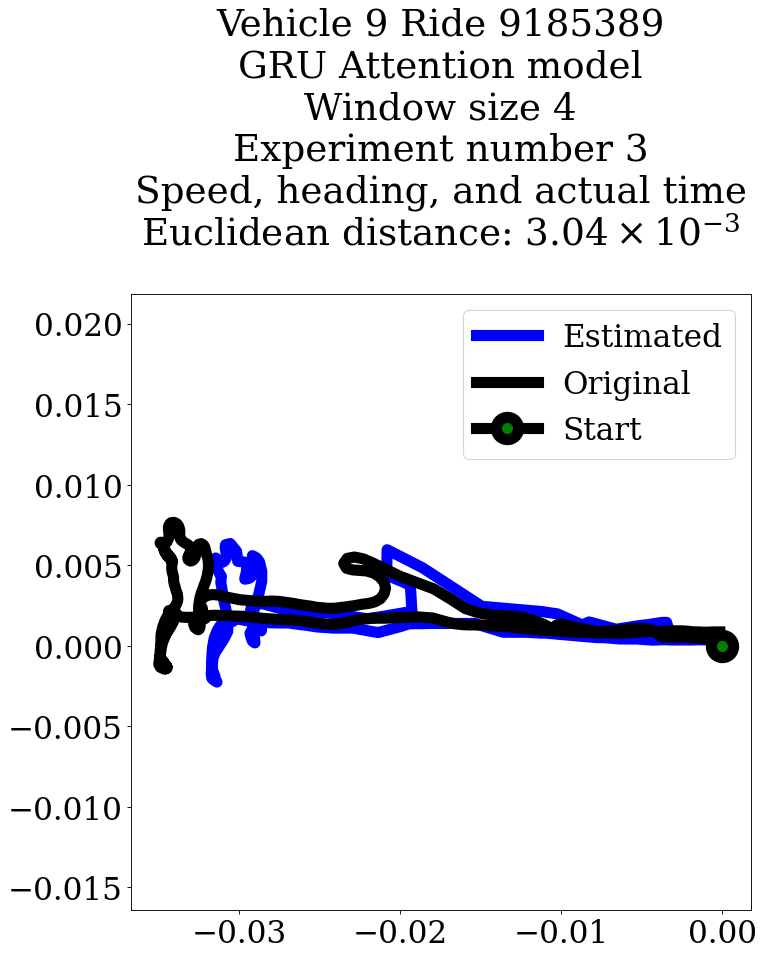 Vehicle 9 Ride 9185389
GRU Attention model
Window size 4
Experiment number 3
Speed, heading, and actual time
Euclidean distance: 3.04 × 10⁻³
Estimated
Original
Start
0.020
0.015
0.010
0.005
0.000
−0.005
−0.010
−0.015
−0.03
−0.02
−0.01
0.00